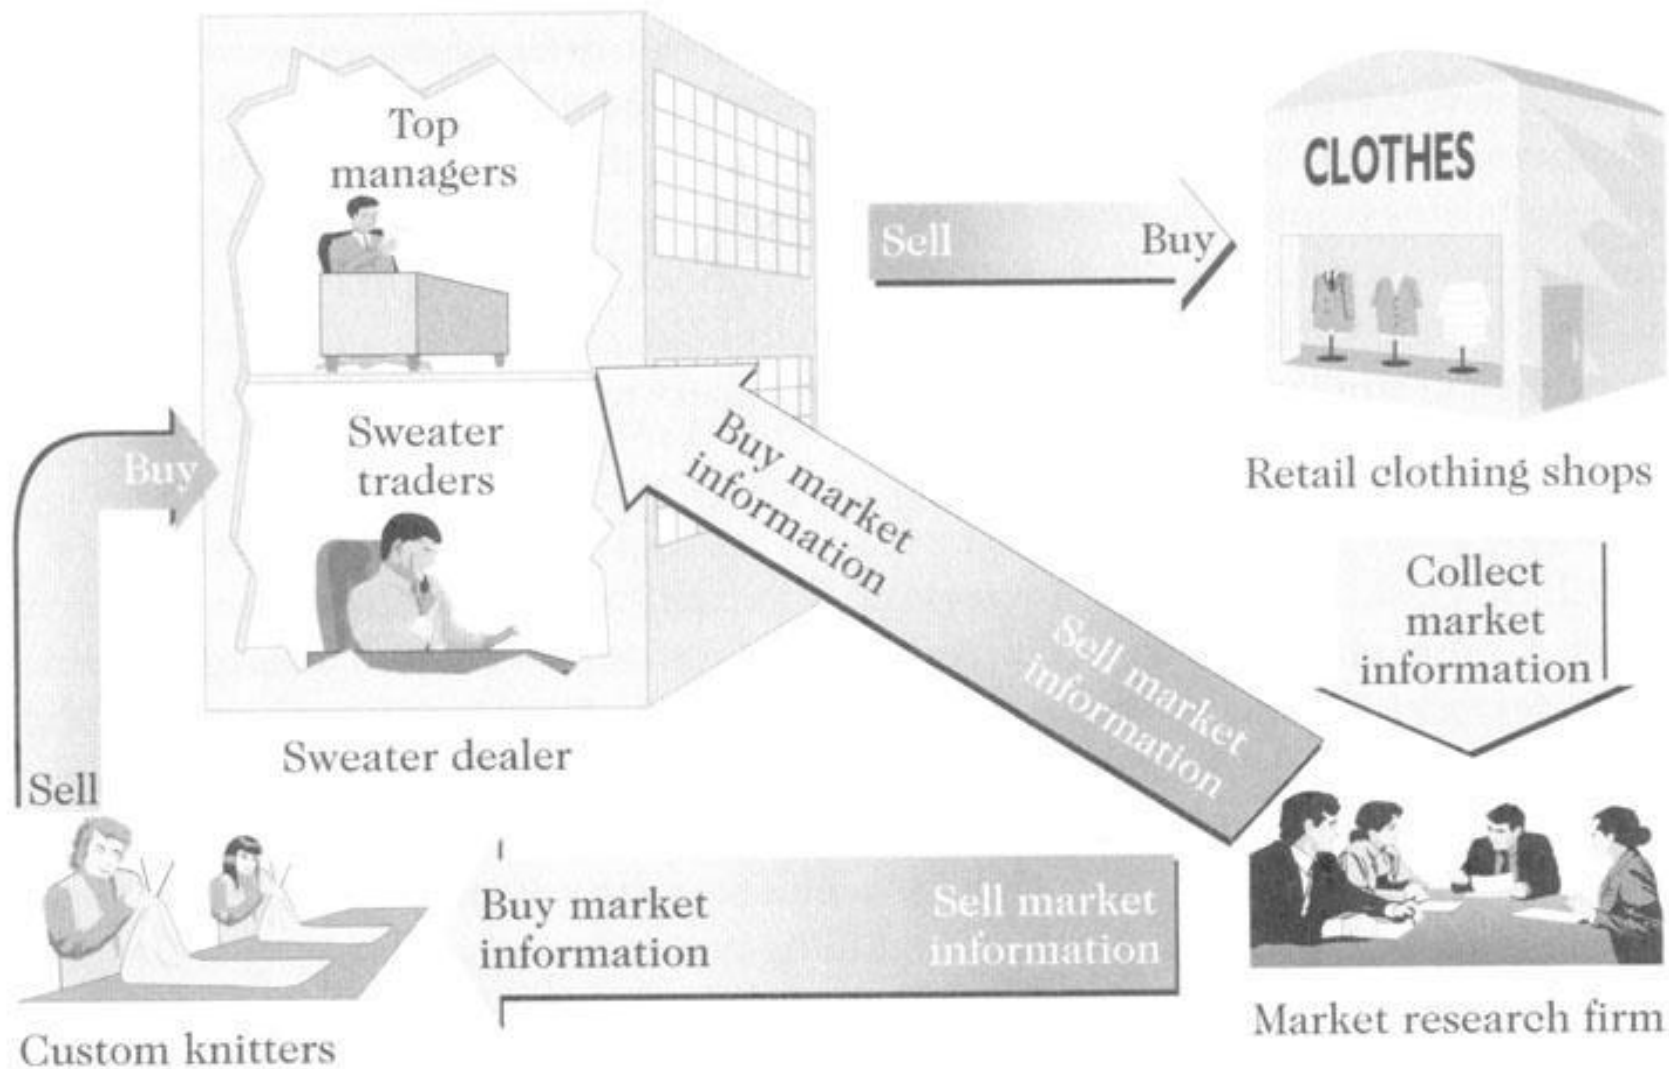 Top
managers
CLOTHES
Sell
Buy
Sweater
traders
Buy
Buy market
information
Sell market
information
Retail clothing shops
Collect
market
information
Sweater dealer
Sell
Buy market
information
Sell market
information
Market research firm
Custom knitters